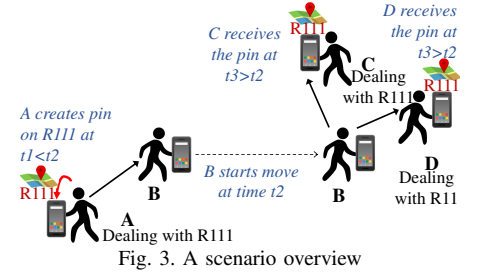 C receives
the pin at
t3>t2
R111
D receives
the pin at
t3>t2
C
Dealing
with R111
R111
A creates pin
on R111 at
t1<t2
R111
B
B starts move
at time t2
B
D
Dealing
with R11
A
Dealing with R111
Fig. 3. A scenario overview